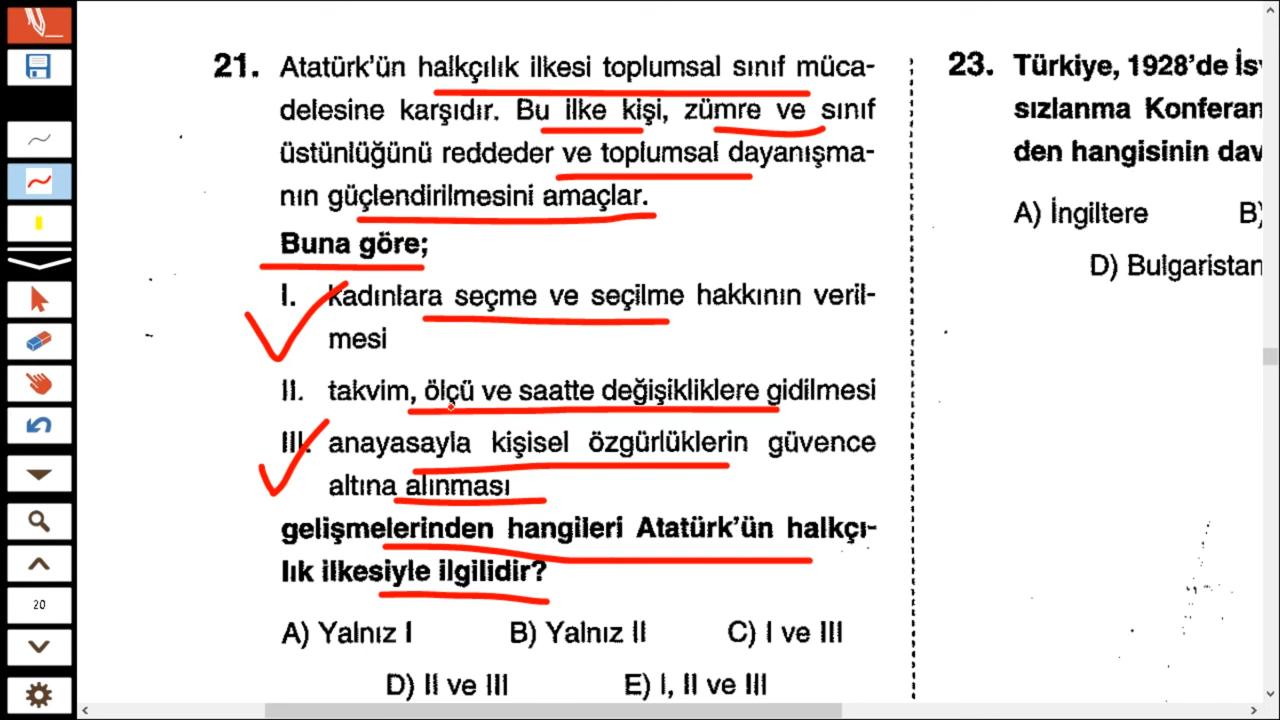 21. Atatürk'ün halkçılık ilkesi toplumsal sınıf müca-
delesine karşıdır. Bu ilke kişi, zümre ve sınıf
üstünlüğünü reddeder ve toplumsal dayanışma-
nın güçlendirilmesini amaçlar.
Buna göre;
I. kadınlara seçme ve seçilme hakkının veril-
mesi
II. takvim, ölçü ve saatte değişikliklere gidilmesi
III. anayasayla kişisel özgürlüklerin güvence
altına alınması
gelişmelerinden hangileri Atatürk'ün halkçı-
lık ilkesiyle ilgilidir?
A) Yalnız I B) Yalnız II C) I ve III
D) II ve III E) I, II ve III
23. Türkiye, 1928'de
sızlanma
den hangisinin
A) İngiltere B)
D) Bulgaristan
20